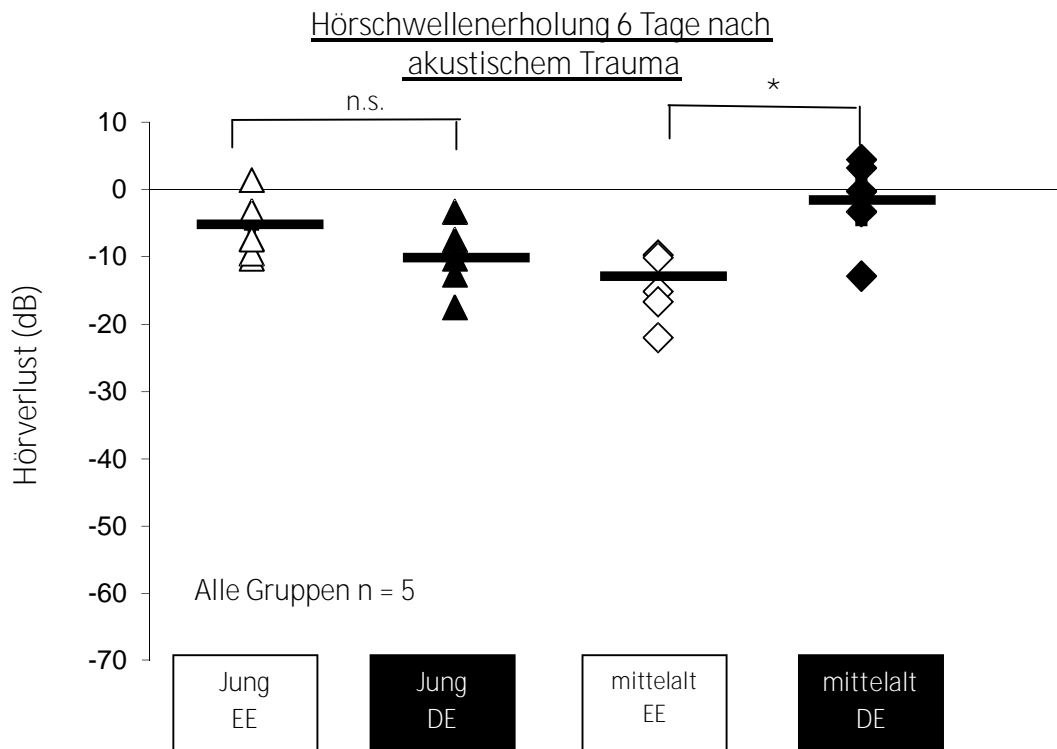 Hörschwellenerholung 6 Tage nach
akustischem Trauma
n.s.
*
Hörverlust (dB)
10
0
-10
-20
-30
-40
-50
-60
-70
Alle Gruppen n = 5
Jung
EE
Jung
DE
mittelalt
EE
mittelalt
DE